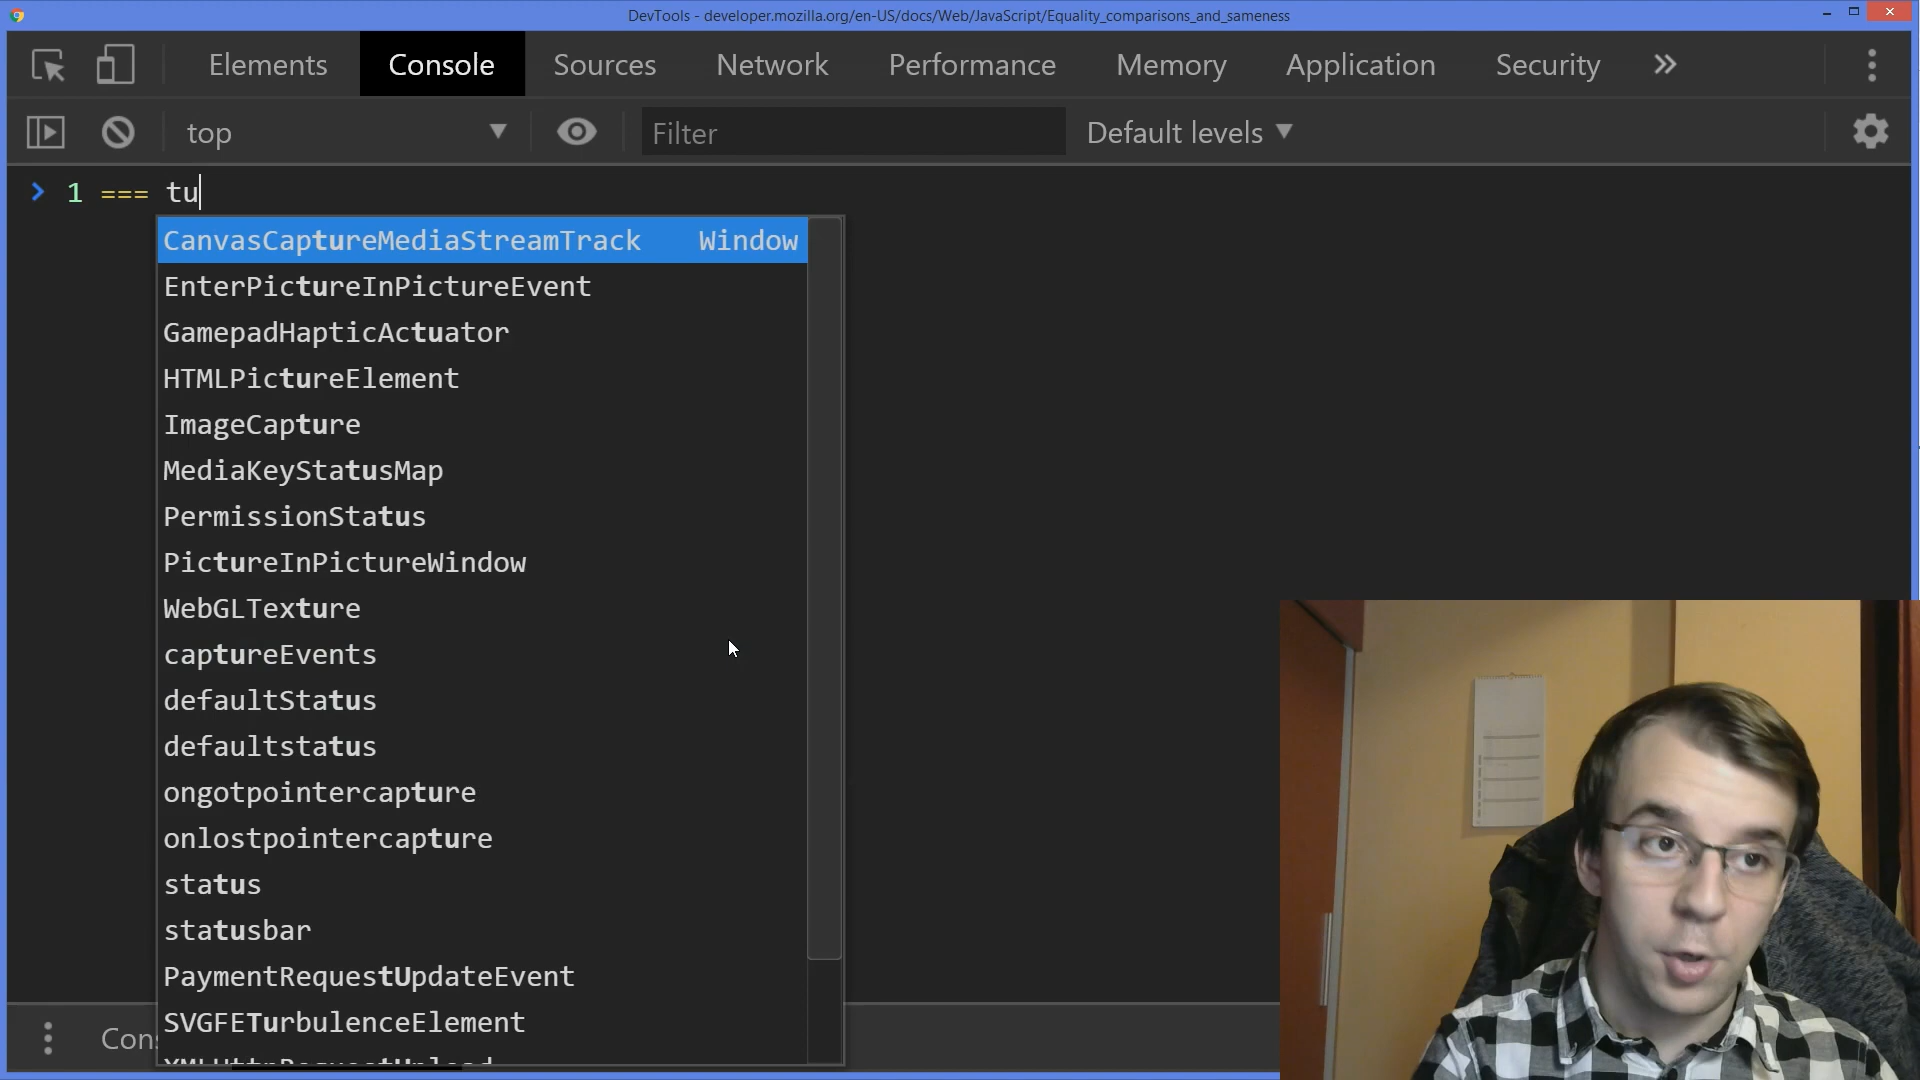 DevTools - developer.mozilla.org/en-US/docs/Web/JavaScript/Equality_comparisons_and_sameness
Elements Console Sources Network Performance Memory Application Security »
top Filter Default levels
> 1 === tu
CanvasCaptureMediaStreamTrack Window
EnterPictureInPictureEvent
GamepadHapticActuator
HTMLPictureElement
ImageCapture
MediaKeyStatusMap
PermissionStatus
PictureInPictureWindow
WebGLTexture
captureEvents
defaultStatus
defaultstatus
ongotpointercapture
onlostpointercapture
status
statusbar
PaymentRequestUpdateEvent
SVGFETurbulenceElement
XMLHttpRequestUpload
Cons